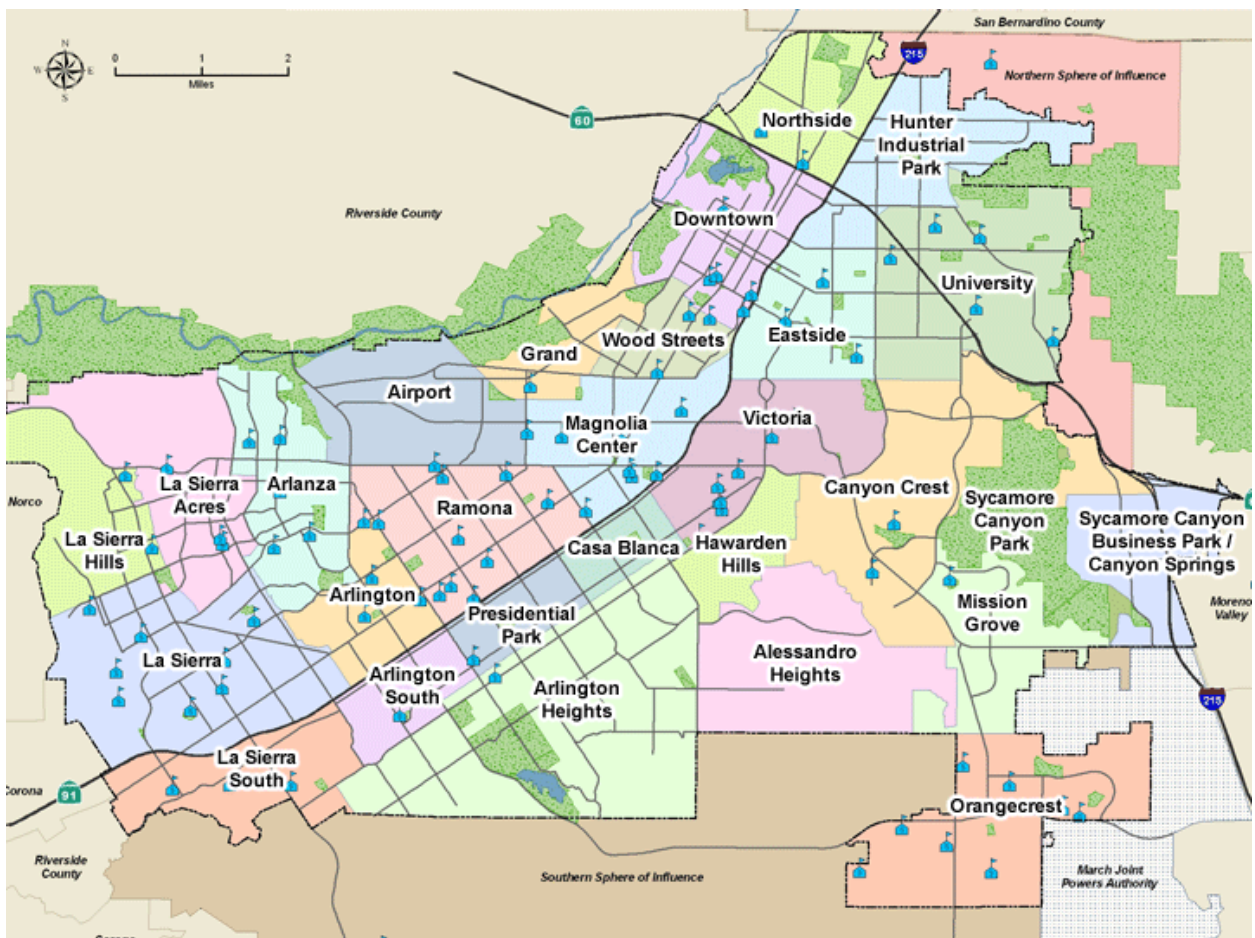 San Bernardino County
N
W E
S
0 2
Miles
215
Northern Sphere of Influence
60
Northside
Hunter
Industrial
Park
Riverside County
Downtown
University
Eastside
Wood Streets
Grand
Airport
Magnolia
Center
Victoria
Norco
La Sierra
Acres
Arlanza
Ramona
Canyon Crest
Sycamore
Canyon
Park
Sycamore Canyon
Business Park /
Canyon Springs
La Sierra
Hills
Casa Blanca
Hawarden
Hills
Arlington
Presidential
Park
Mission
Grove
Moreno
Valley
La Sierra
Arlington
South
Arlington
Heights
Alessandro
Heights
215
La Sierra
South
Corona
91
Orangecrest
Riverside
County
Southern Sphere of Influence
March Joint
Powers Authority